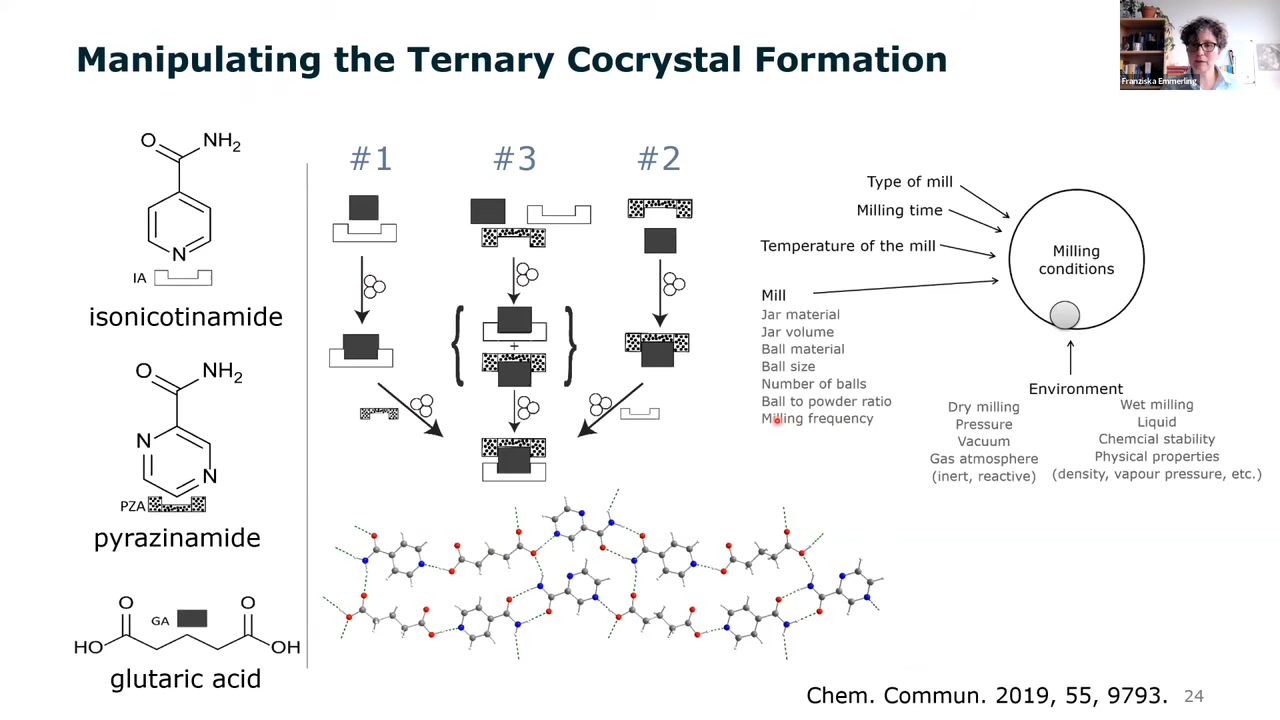 Manipulating the Ternary Cocrystal Formation
Franziska Emmerling
O
NH2
N
IA
isonicotinamide
O
NH2
N
N
PZA
pyrazinamide
O
GA
O
HO
OH
glutaric acid
#1
#3
#2
+
Type of mill
Milling time
Temperature of the mill
Mill
Jar material
Jar volume
Ball material
Ball size
Number of balls
Ball to powder ratio
Milling frequency
Milling
conditions
Environment
Dry milling
Pressure
Vacuum
Gas atmosphere
(inert, reactive)
Wet milling
Liquid
Chemcial stability
Physical properties
(density, vapour pressure, etc.)
Chem. Commun. 2019, 55, 9793.
24